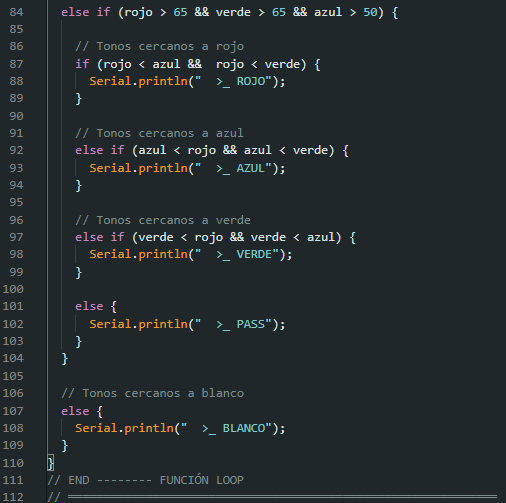 84 else if (rojo > 65 && verde > 65 && azul > 50) {
85
86 // Tonos cercanos a rojo
87 if (rojo < azul &&  rojo < verde) {
88 Serial.println("  >_ ROJO");
89 }
90
91 // Tonos cercanos a azul
92 else if (azul < rojo && azul < verde) {
93 Serial.println("  >_ AZUL");
94 }
95
96 // Tonos cercanos a verde
97 else if (verde < rojo && verde < azul) {
98 Serial.println("  >_ VERDE");
99 }
100
101 else {
102 Serial.println("  >_ PASS");
103 }
104 }
105
106 // Tonos cercanos a blanco
107 else {
108 Serial.println("  >_ BLANCO");
109 }
110 }
111 // END -------- FUNCIÓN LOOP
112 // ════════════════════════════════════════════════════════════